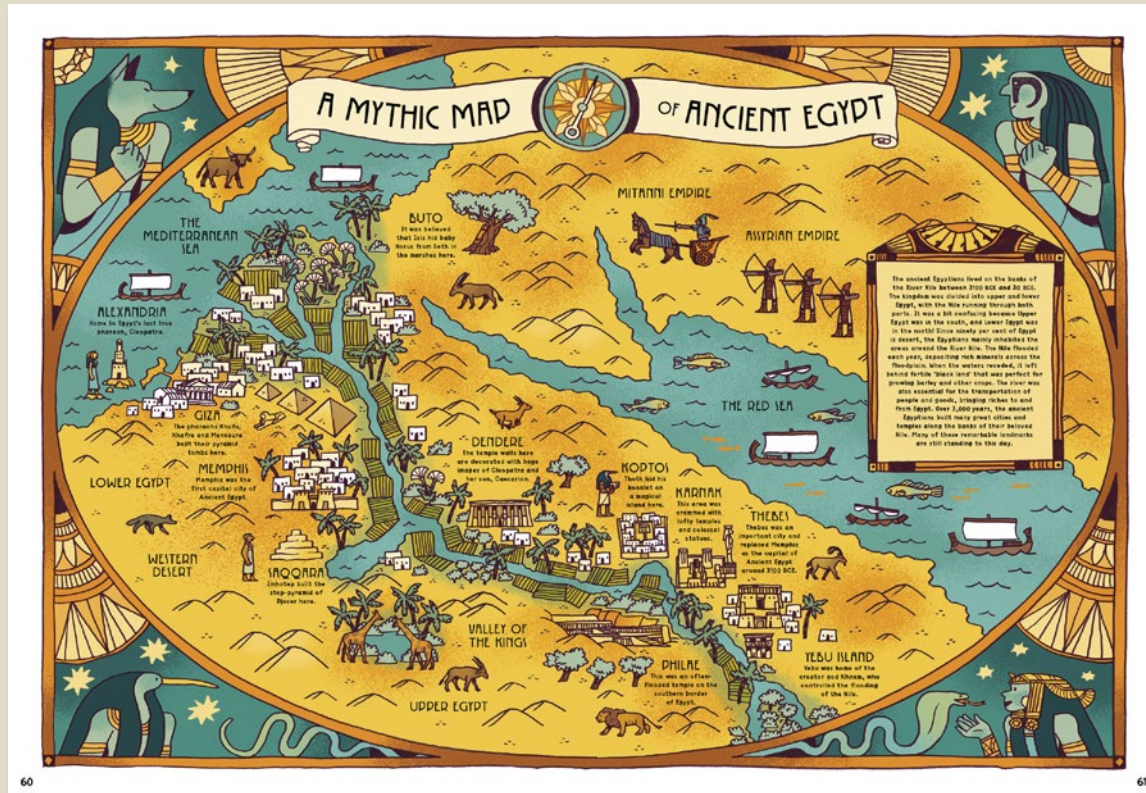 A MYTHIC MAP OF ANCIENT EGYPT
THE
MEDITERRANEAN
SEA
BUTO
It was believed
that Isis hid baby
Horus from Seth in
the marshes here.
MITANNI EMPIRE
ASSYRIAN EMPIRE
The ancient Egyptians lived on the banks of
the River Nile between 3100 BCE and 30 BCE.
The kingdom was divided into upper and lower
Egypt, with the Nile running through both
parts. It was a bit confusing because Upper
Egypt was in the south, and Lower Egypt was
in the north! Since ninety per cent of Egypt
is desert, the Egyptians mainly inhabited the
areas around the River Nile. The Nile flooded
each year, depositing rich minerals across the
floodplain. When the waters receded, it left
behind fertile 'black land' that was perfect for
growing barley and other crops. The river was
also essential for the transportation of
people and goods, bringing riches to and
from Egypt. Over 3,000 years, the ancient
Egyptians built many great cities and
temples along the banks of their beloved
Nile. Many of these remarkable landmarks
are still standing to this day.
ALEXANDRIA
Home to Egypt's last true
pharaoh, Cleopatra.
THE RED SEA
GIZA
The pharaohs Khufu,
Khafre and Menkaure
built their pyramid
tombs here.
DENDERE
The temple walls here
are decorated with huge
images of Cleopatra and
her son, Caesarion.
MEMPHIS
Memphis was the
first capital city of
Ancient Egypt.
LOWER EGYPT
KOPTOS
Thoth hid his
booklet on
a magical
island here.
KARNAK
This area was
crammed with
lofty temples
and colossal
statues.
THEBES
Thebes was an
important city and
replaced Memphis
as the capital of
Ancient Egypt
around 3100 BCE.
WESTERN
DESERT
SAQQARA
Imhotep built the
step-pyramid of
Djoser here.
VALLEY OF
THE KINGS
PHILAE
This was an often-
flooded temple on the
southern border
of Egypt.
YEBU ISLAND
Yebu was home of the
creator god Khnum, who
controlled the flooding
of the Nile.
UPPER EGYPT
60
61